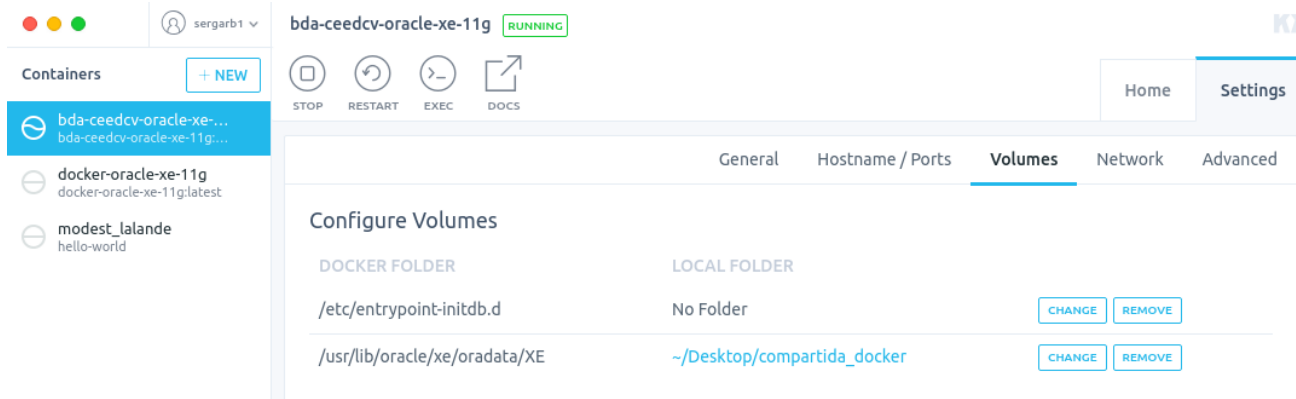 sergarb1
bda-ceedcv-oracle-xe-11g RUNNING
Containers
+ NEW
STOP RESTART EXEC DOCS
Home Settings
bda-ceedcv-oracle-xe-...
bda-ceedcv-oracle-xe-11g:...
docker-oracle-xe-11g
docker-oracle-xe-11g:latest
modest_lalande
hello-world
General Hostname / Ports Volumes Network Advanced
Configure Volumes
DOCKER FOLDER LOCAL FOLDER
/etc/entrypoint-initdb.d No Folder CHANGE REMOVE
/usr/lib/oracle/xe/oradata/XE ~/Desktop/compartida_docker CHANGE REMOVE